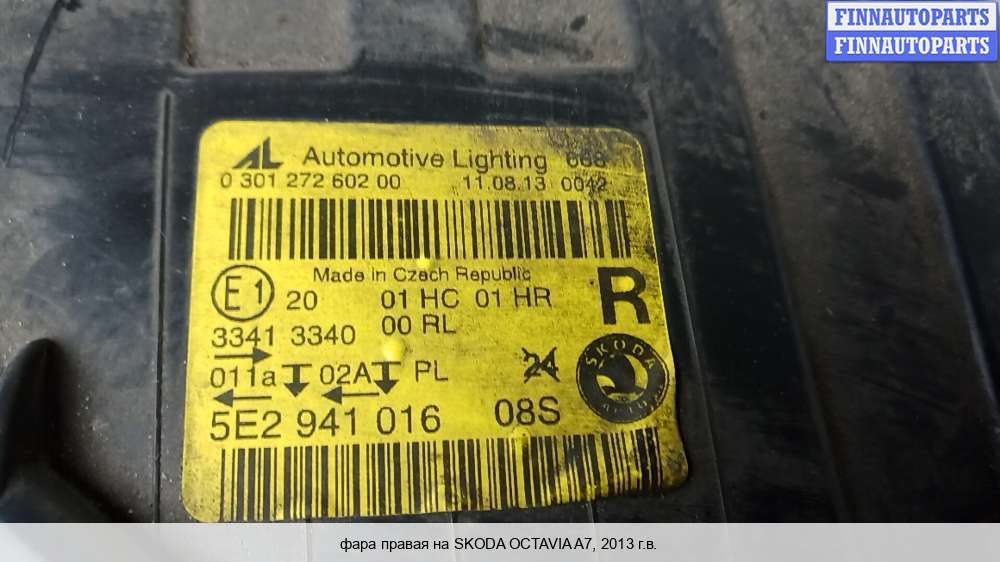 FINNAUTOPARTS
FINNAUTOPARTS
AL Automotive Lighting 668
0 301 272 602 00 11.08.13 0042
Made in Czech Republic
E1 20 01 HC 01 HR R
00 RL
3341 3340
011a 02A PL 24
SKODA
AUTO
5E2 941 016 08S
фара правая на SKODA OCTAVIA A7, 2013 г.в.